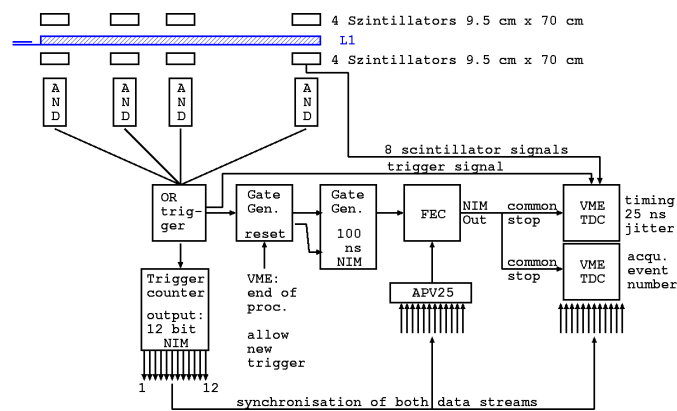 4 Szintillators 9.5 cm x 70 cm
L1
4 Szintillators 9.5 cm x 70 cm
A
N
D
A
N
D
A
N
D
A
N
D
8 scintillator signals
trigger signal
OR
trig-
ger
Gate
Gen.
reset
Gate
Gen.
100
ns
NIM
FEC
NIM
Out
common
stop
VME
TDC
timing
25 ns
jitter
common
stop
VME
TDC
acqu.
event
number
Trigger
counter
output:
12 bit
NIM
VME:
end of
proc.
allow
new
trigger
APV25
1
12
synchronisation of both data streams